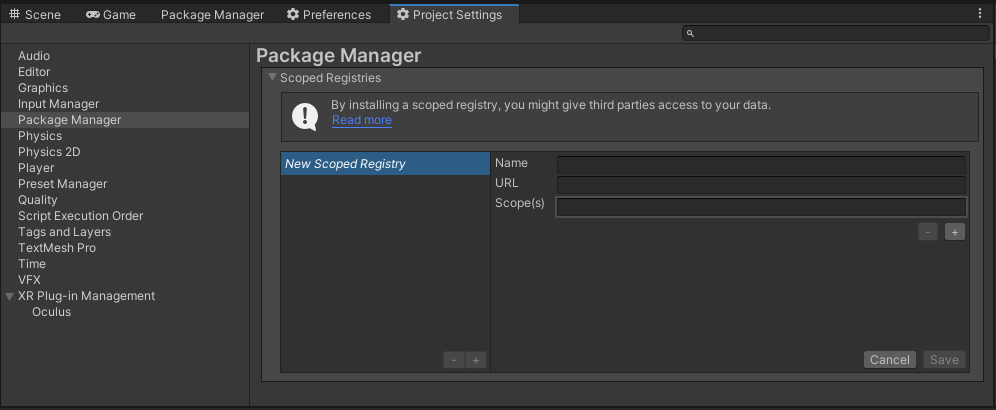 Scene Game Package Manager Preferences Project Settings
Audio
Editor
Graphics
Input Manager
Package Manager
Physics
Physics 2D
Player
Preset Manager
Quality
Script Execution Order
Tags and Layers
TextMesh Pro
Time
VFX
XR Plug-in Management
Oculus
Package Manager
Scoped Registries
By installing a scoped registry, you might give third parties access to your data.
Read more
New Scoped Registry
- +
Name
URL
Scope(s)
- +
Cancel Save